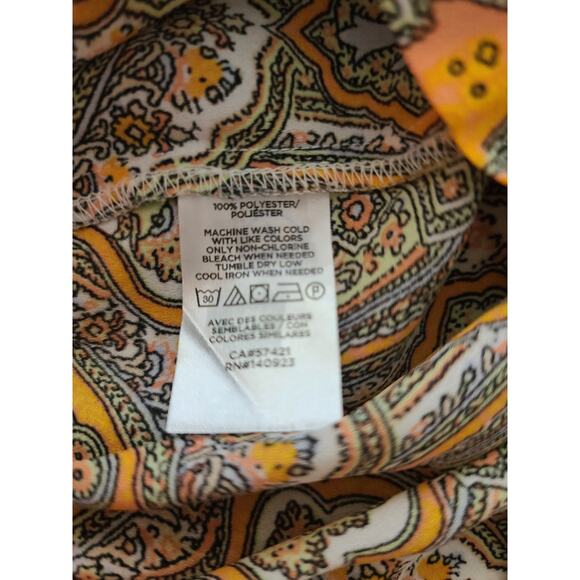 100% POLYESTER/
POLIÉSTER
MACHINE WASH COLD
WITH LIKE COLORS
ONLY NON-CHLORINE
BLEACH WHEN NEEDED
TUMBLE DRY LOW
COOL IRON WHEN NEEDED
30 P
AVEC DES COULEURS
SEMBLABLES / CON
COLORES SIMILARES
CA#57421
RN#140923